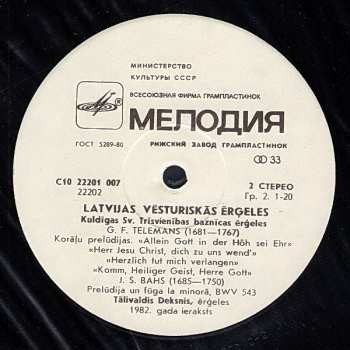 МИНИСТЕРСТВО
КУЛЬТУРЫ СССР
ВСЕСОЮЗНАЯ ФИРМА ГРАМПЛАСТИНОК
МЕЛОДИЯ
ГОСТ 5289-80 РИЖСКИЙ ЗАВОД ГРАМПЛАСТИНОК 33
С10 22201 007 2 СТЕРЕО
22202 Гр. 2. 1-20
LATVIJAS VĒSTURISKĀS ĒRĢELES
Kuldīgas Sv. Trīsvienības baznīcas ērģeles
G. F. TELEMANS (1681—1767)
Korāļu prelūdijas. «Allein Gott in der Höh sei Ehr»
«Herr Jesu Christ, dich zu uns wend'»
«Herzlich tut mich verlangen»
«Komm, Heiliger Geist, Herre Gott»
J. S. BAHS (1685—1750)
Prelūdija un fūga la minorā, BWV 543
Tālivaldis Deksnis, ērģeles
1982. gada ieraksts